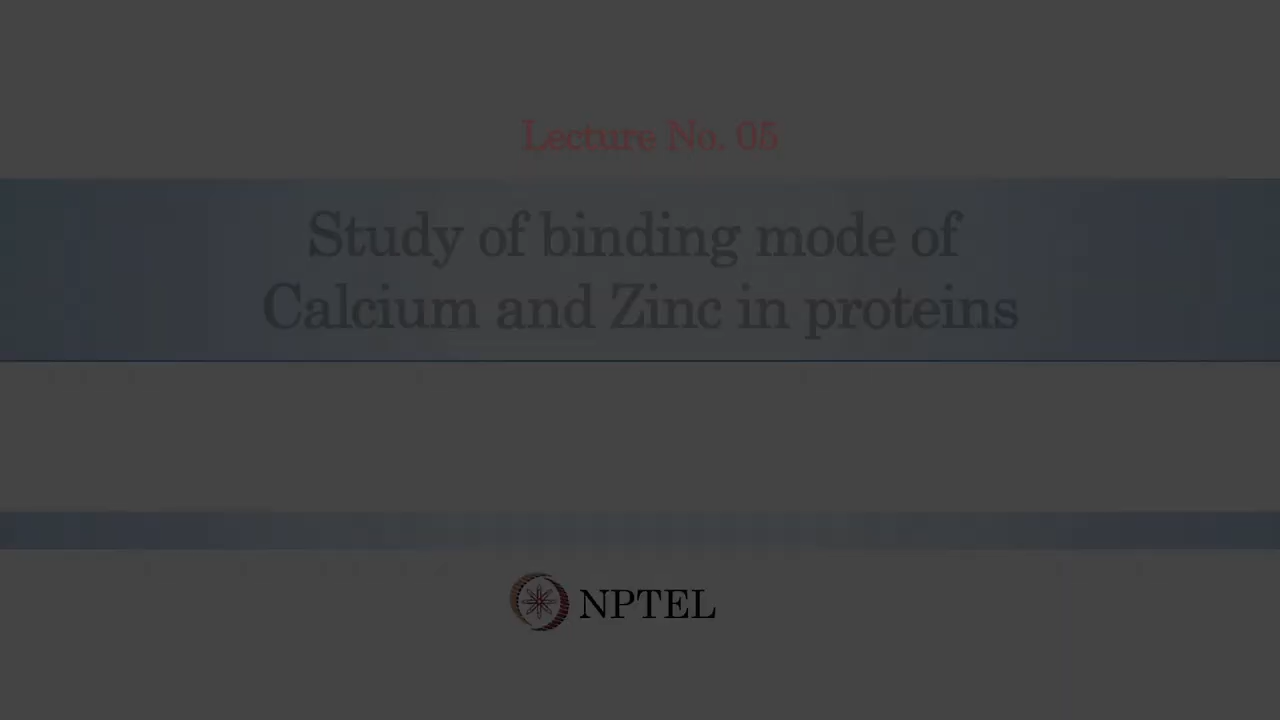 Lecture No. 05
Study of binding mode of
Calcium and Zinc in proteins
NPTEL